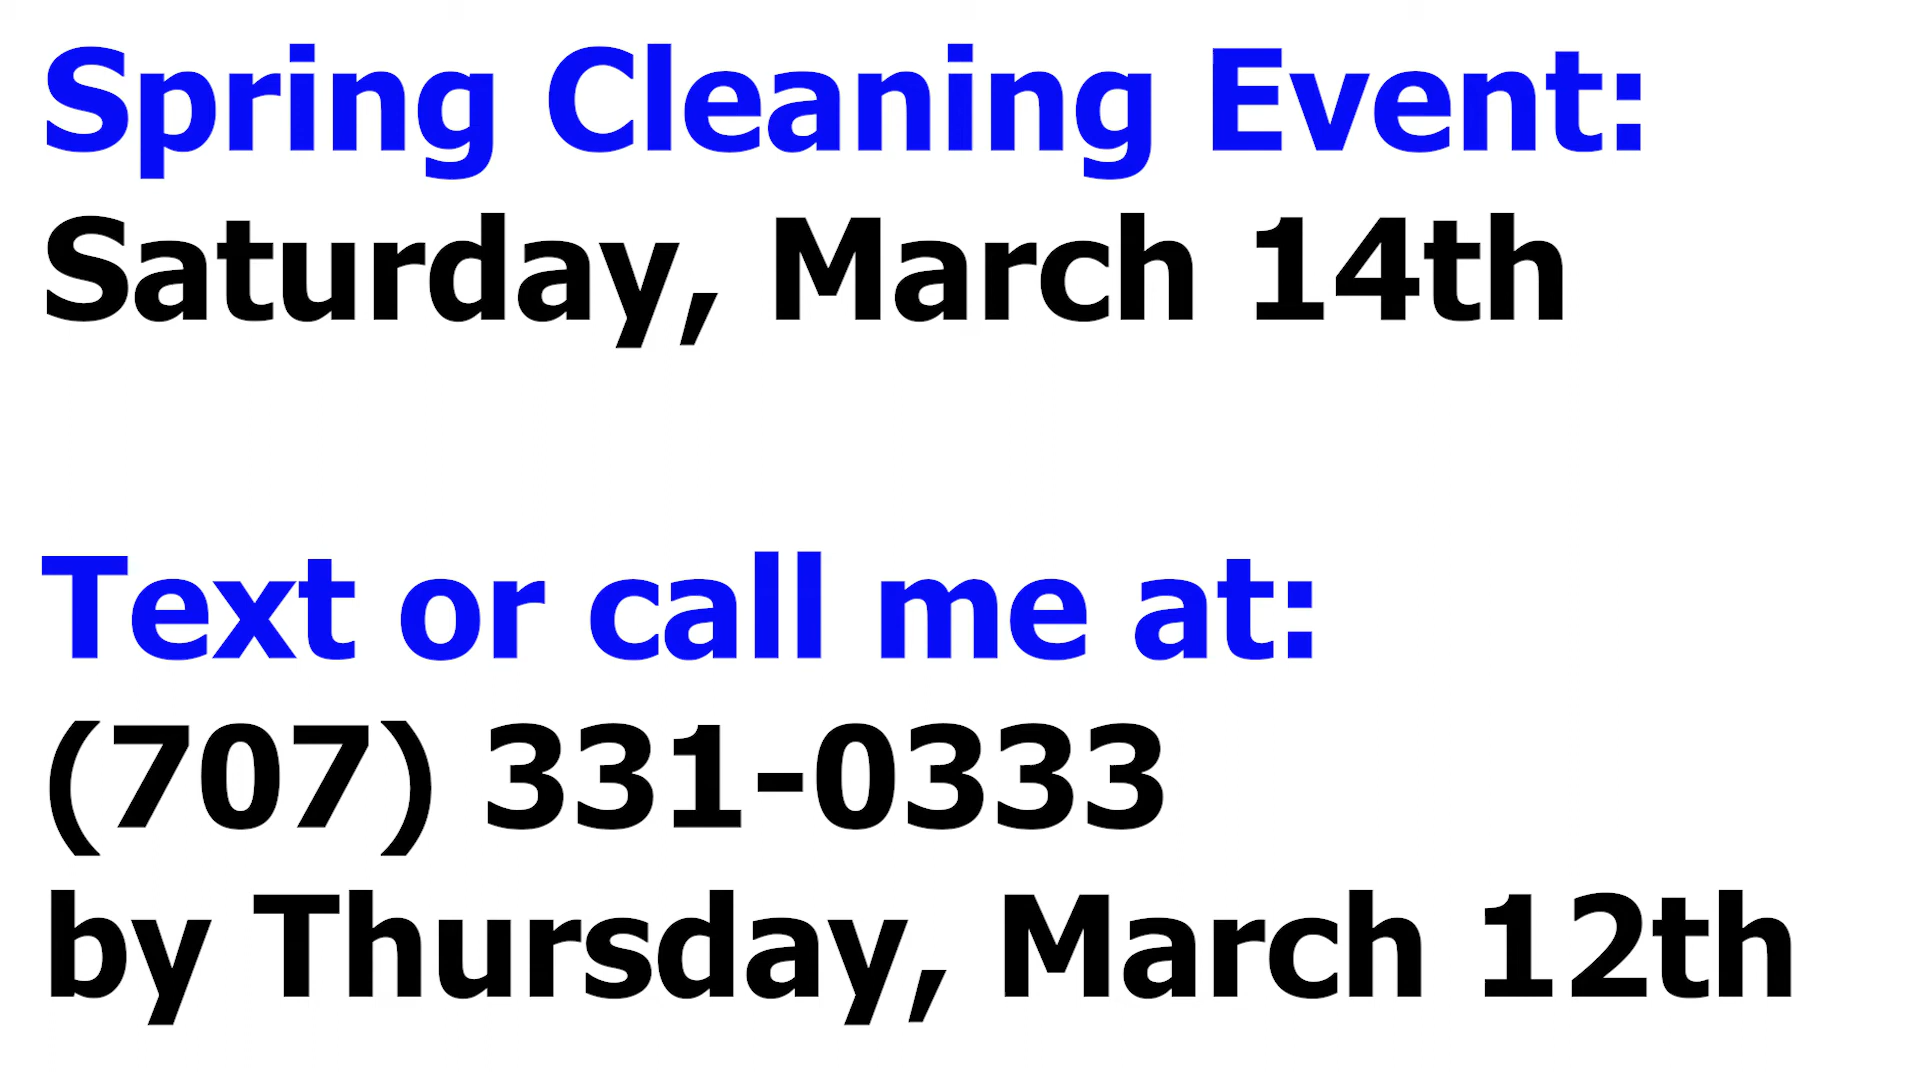 Spring Cleaning Event:
Saturday, March 14th
Text or call me at:
(707) 331-0333
by Thursday, March 12th